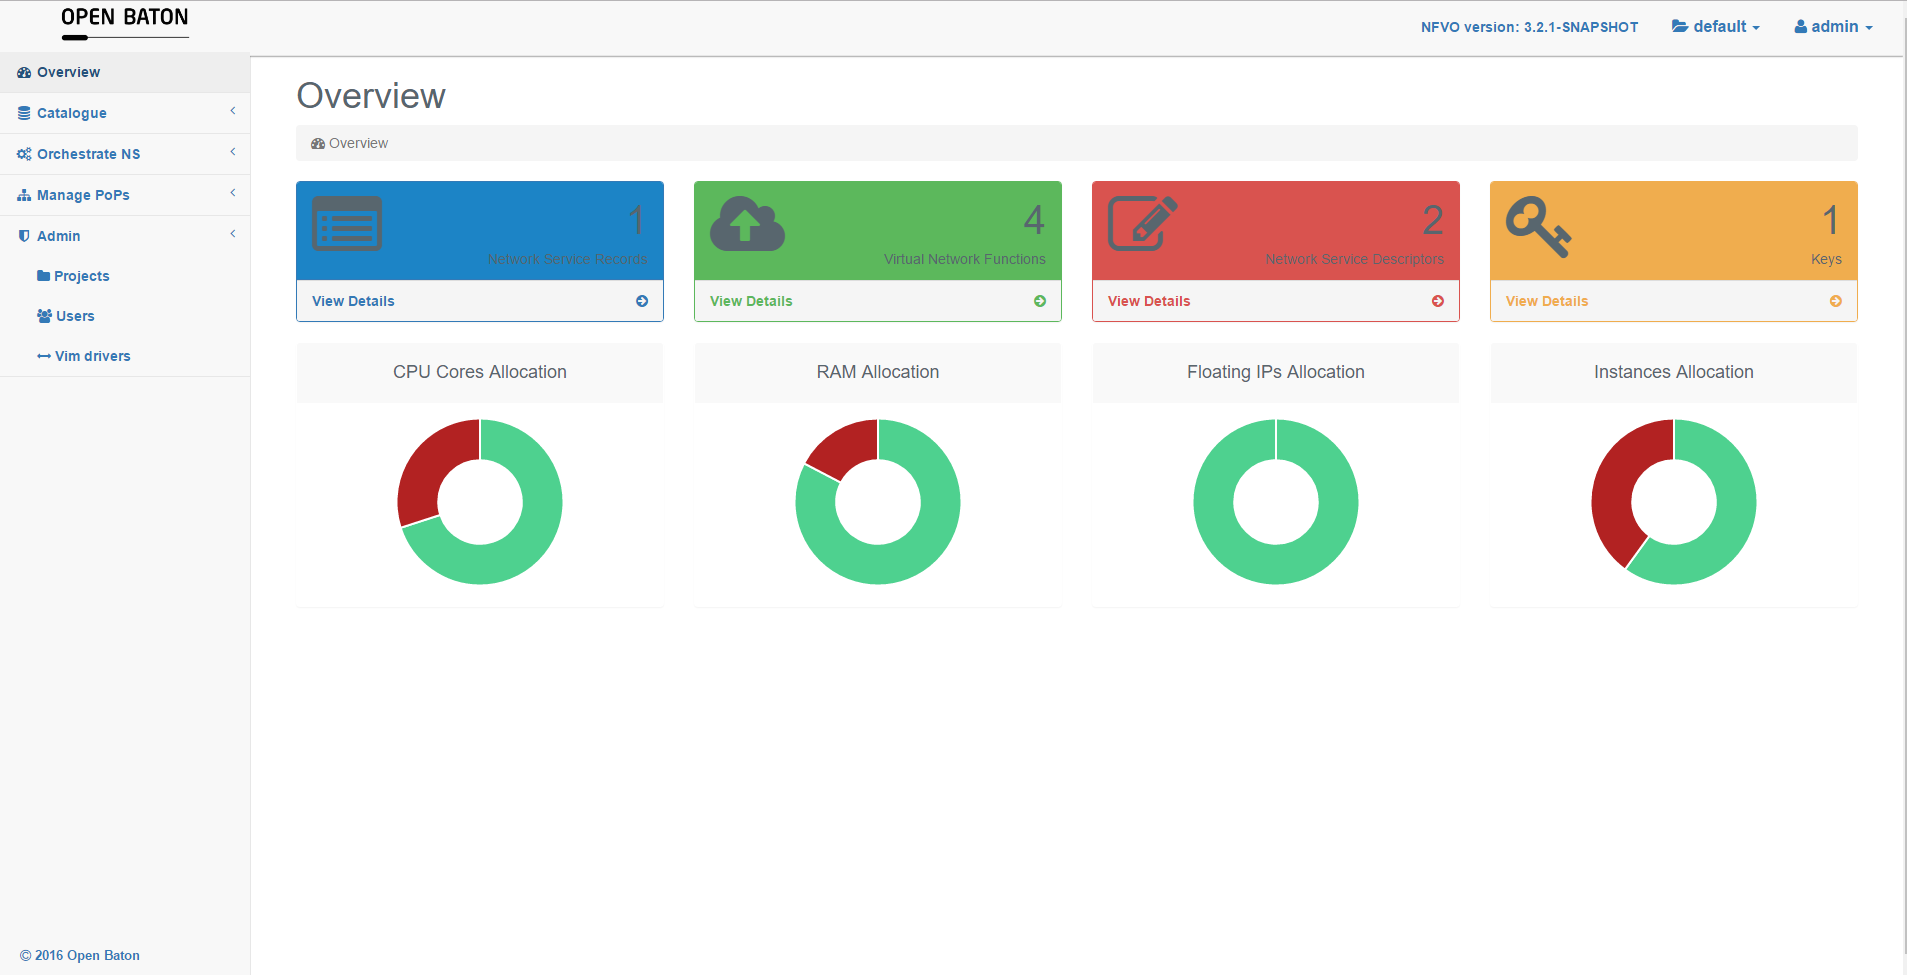 OPEN BATON
NFVO version: 3.2.1-SNAPSHOT
default
admin
Overview
Catalogue
Orchestrate NS
Manage PoPs
Admin
Projects
Users
Vim drivers
Overview
Overview
1
Network Service Records
View Details
4
Virtual Network Functions
View Details
2
Network Service Descriptors
View Details
1
Keys
View Details
CPU Cores Allocation
RAM Allocation
Floating IPs Allocation
Instances Allocation
© 2016 Open Baton